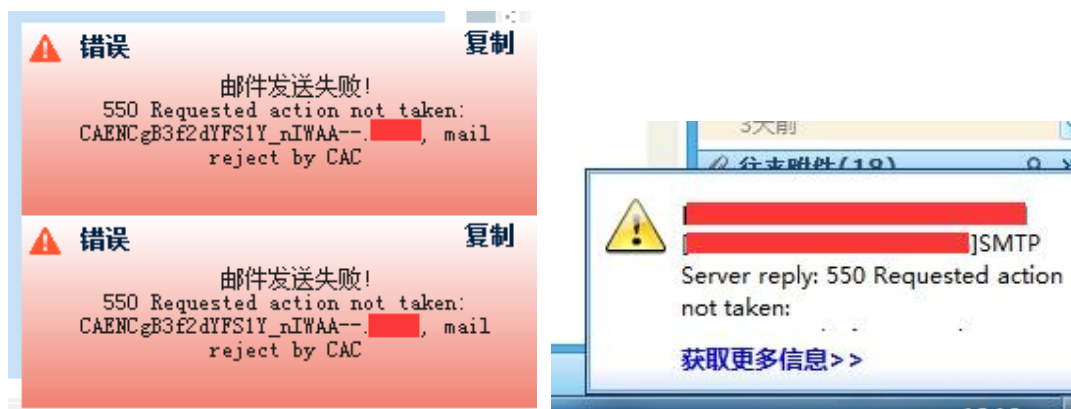 错误 复制
邮件发送失败!
550 Requested action not taken:
CAENCgB3f2dYFS1Y_nIWAA--. , mail
reject by CAC
错误 复制
邮件发送失败!
550 Requested action not taken:
CAENCgB3f2dYFS1Y_nIWAA--. , mail
reject by CAC
3天前
往来附件(18)
[
[ ]SMTP
Server reply: 550 Requested action
not taken:
获取更多信息>>